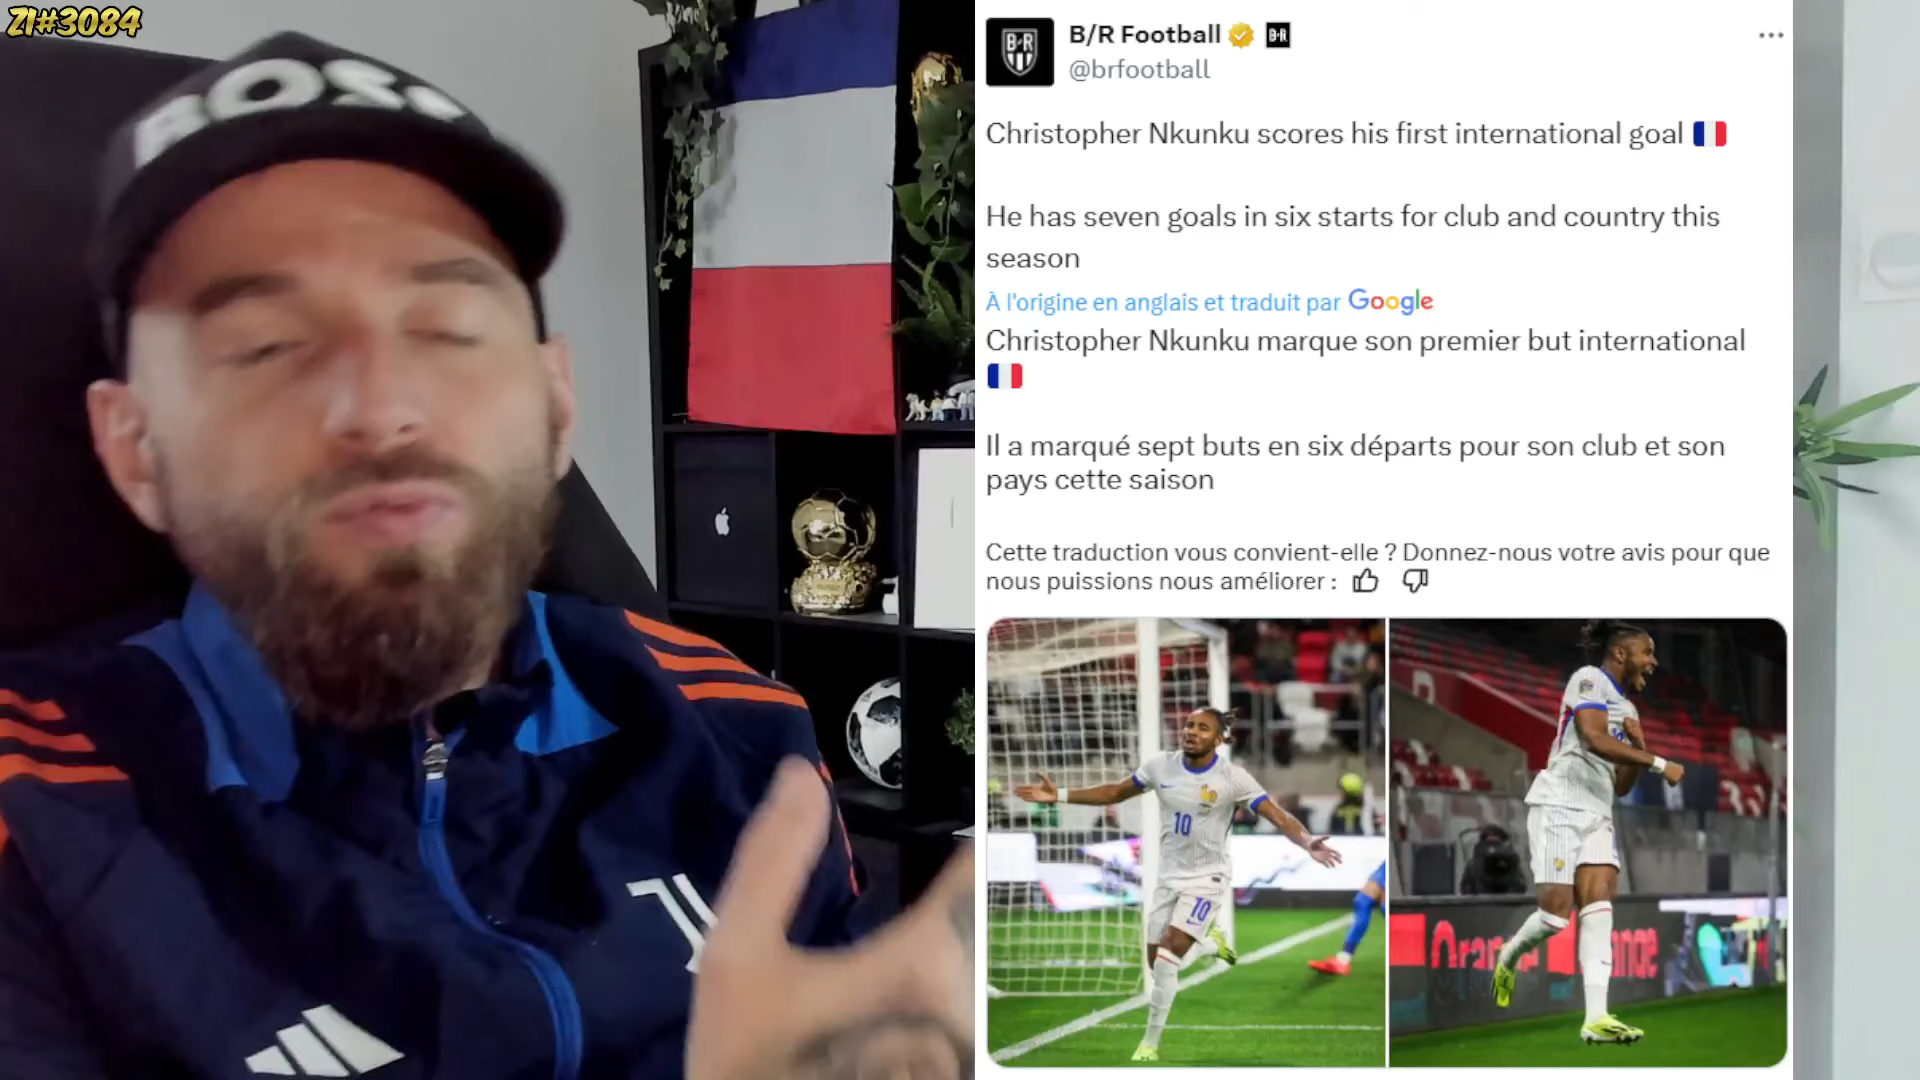 ZI#3084
BOSS
B/R Football
B/R
@brfootball
Christopher Nkunku scores his first international goal
He has seven goals in six starts for club and country this
season
À l'origine en anglais et traduit par Google
Christopher Nkunku marque son premier but international
Il a marqué sept buts en six départs pour son club et son
pays cette saison
Cette traduction vous convient-elle ? Donnez-nous votre avis pour que
nous puissions nous améliorer :
10
10
Orange